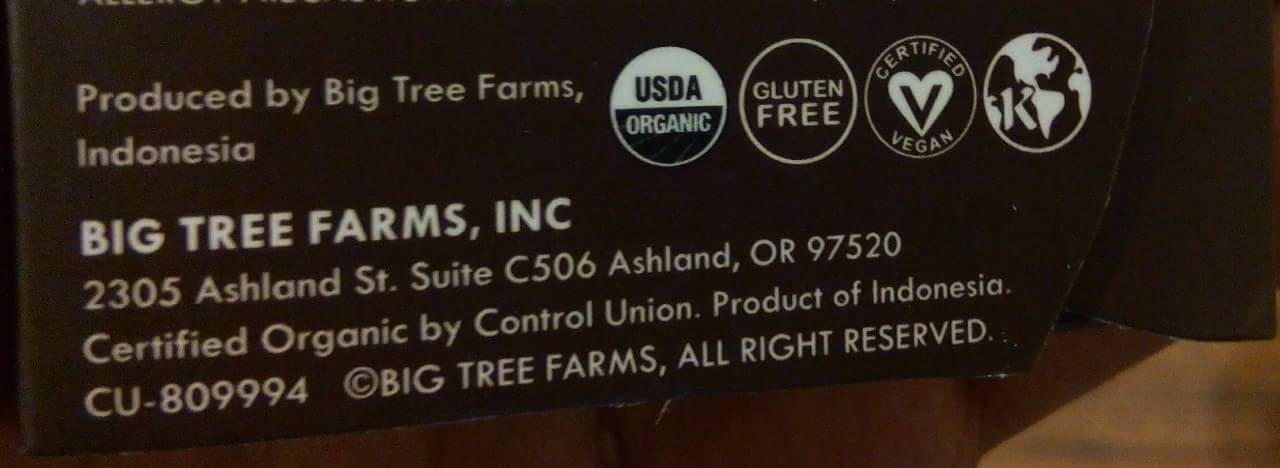 Produced by Big Tree Farms,
Indonesia
USDA
ORGANIC
GLUTEN
FREE
CERTIFIED
V
VEGAN
K
BIG TREE FARMS, INC
2305 Ashland St. Suite C506 Ashland, OR 97520
Certified Organic by Control Union. Product of Indonesia.
CU-809994 ©BIG TREE FARMS, ALL RIGHT RESERVED.